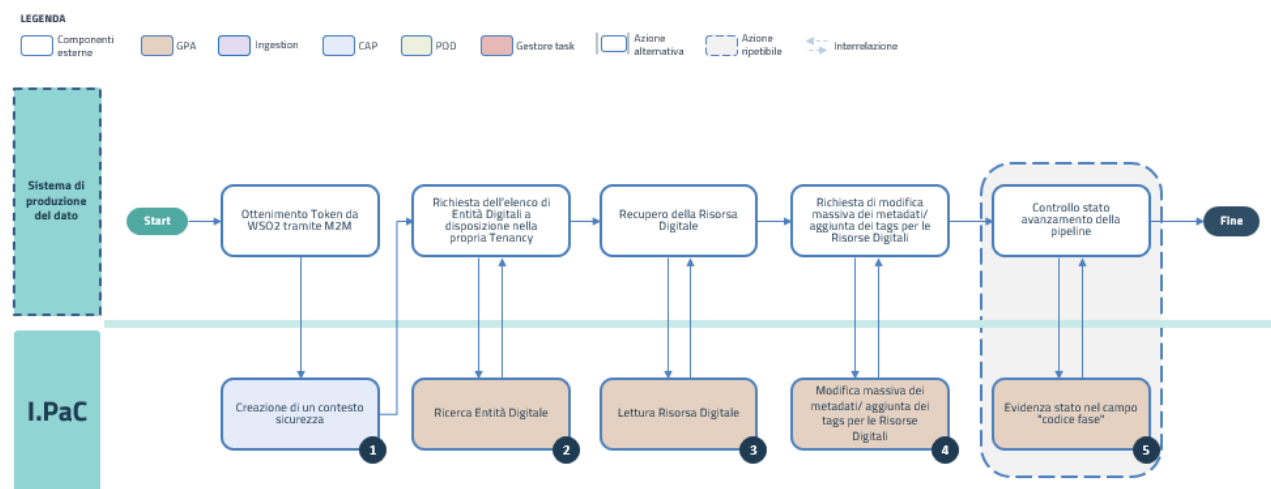 LEGENDA
Componenti
esterne
GPA
Ingestion
CAP
PDD
Gestore task
Azione
alternativa
Azione
ripetibile
Interrelazione
Sistema di
produzione
del dato
Start
Ottenimento Token da
WSO2 tramite M2M
Richiesta dell'elenco di
Entità Digitali a
disposizione nella
propria Tenancy
Recupero della Risorsa
Digitale
Richiesta di modifica
massiva dei metadati/
aggiunta dei tags per le
Risorse Digitali
Controllo stato
avanzamento della
pipeline
Fine
I.PaC
Creazione di un contesto
sicurezza
1
Ricerca Entità Digitale
2
Lettura Risorsa Digitale
3
Modifica massiva dei
metadati/ aggiunta dei
tags per le Risorse
Digitali
4
Evidenza stato nel campo
"codice fase"
5